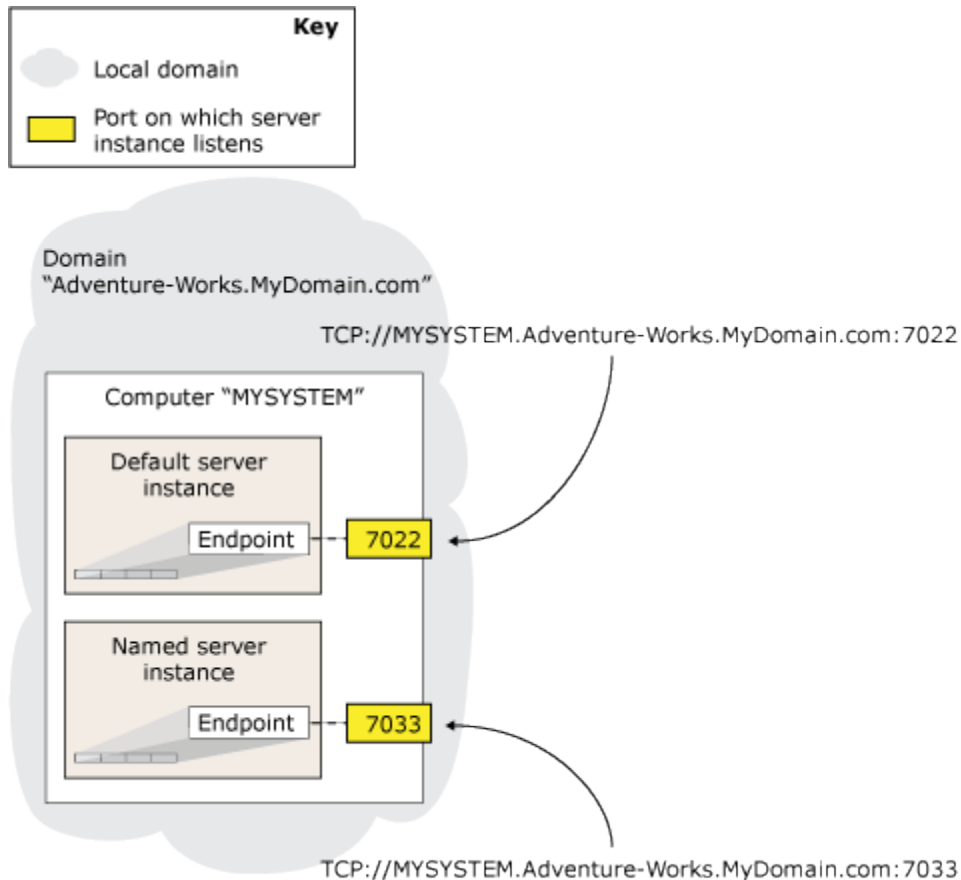 Key
Local domain
Port on which server
instance listens
Domain
“Adventure-Works.MyDomain.com”
TCP://MYSYSTEM.Adventure-Works.MyDomain.com:7022
Computer “MYSYSTEM”
Default server
instance
Endpoint
7022
Named server
instance
Endpoint
7033
TCP://MYSYSTEM.Adventure-Works.MyDomain.com:7033